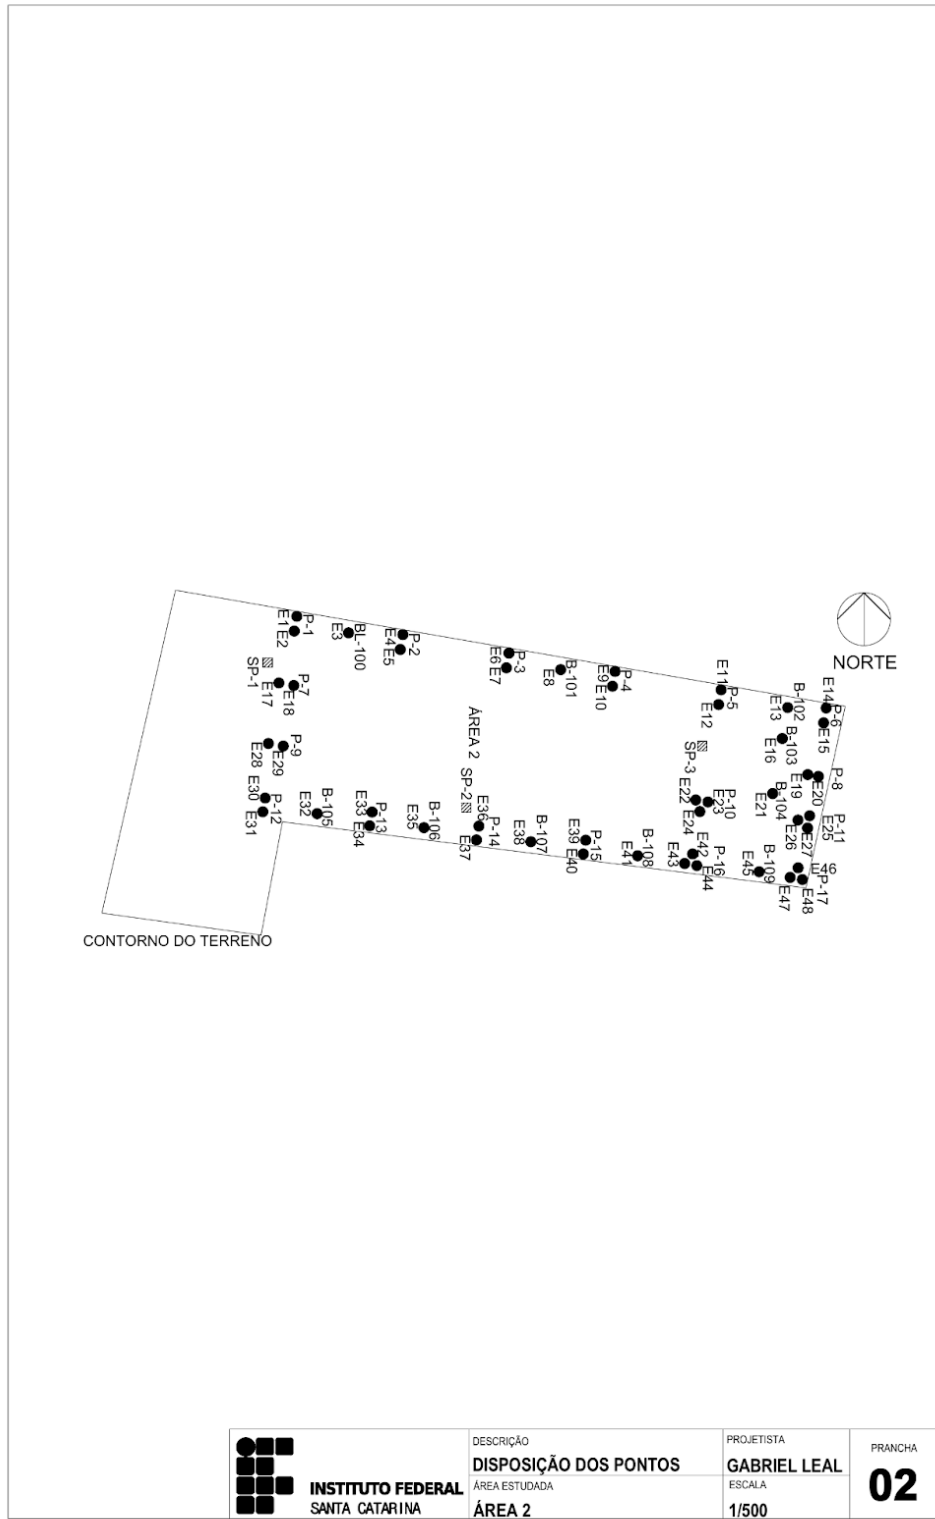 E1
E2
P-1
E3
BL-100
E4
E5
P-2
E6
E7
P-3
E8
B-101
E9
E10
P-4
E11
E12
P-5
E13
B-102
E14
P-6
E15
NORTE
SP-1
E17
E18
P-7
ÁREA 2
SP-2
SP-3
E16
B-103
E19
E20
P-8
E28
E29
P-9
E22
E23
P-10
E24
E21
B-104
E26
E27
E25
P-11
E30
E31
P-12
E32
B-105
E33
E34
P-13
E35
B-106
E36
E37
P-14
E38
B-107
E39
E40
P-15
E41
B-108
E42
E43
E44
P-16
E45
B-109
E46
E47
E48
P-17
CONTORNO DO TERRENO
INSTITUTO FEDERAL
SANTA CATARINA
DESCRIÇÃO
DISPOSIÇÃO DOS PONTOS
ÁREA ESTUDADA
ÁREA 2
PROJETISTA
GABRIEL LEAL
ESCALA
1/500
PRANCHA
02